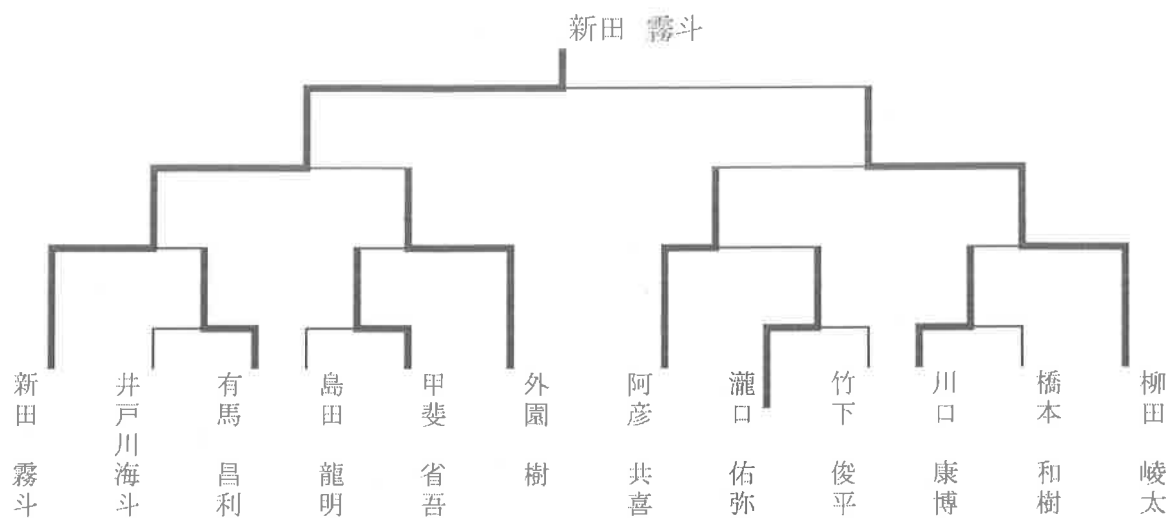 新田 霧斗
新田 霧斗
井戸川海斗
有馬 昌利
島田 龍明
甲斐 省吾
外園 樹
阿彦 共喜
瀧口 佑弥
竹下 俊平
川口 康博
橋本 和樹
柳田 崚太